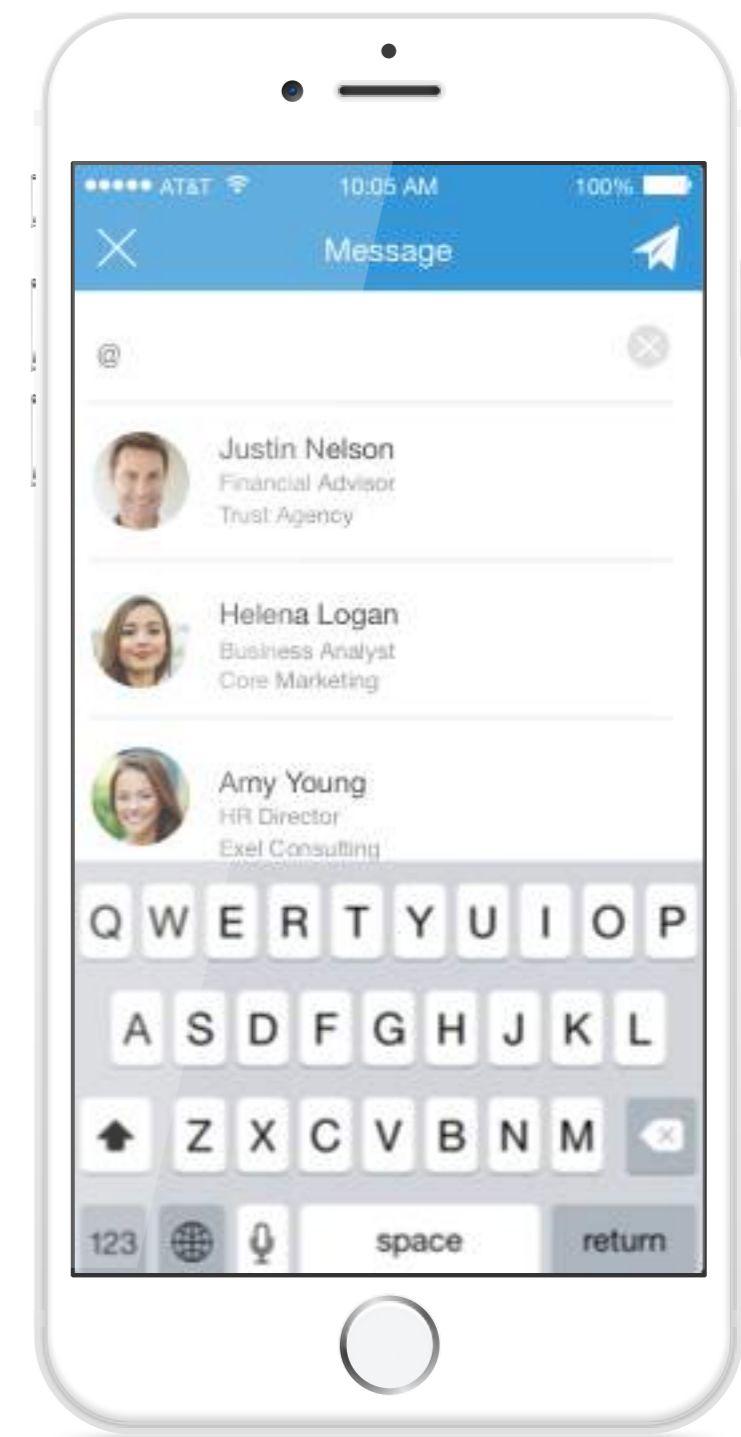 AT&T 10:05 AM 100%
Message
@
Justin Nelson
Financial Advisor
Trust Agency
Helena Logan
Business Analyst
Core Marketing
Amy Young
HR Director
Exel Consulting
Q W E R T Y U I O P
A S D F G H J K L
Z X C V B N M
123 space return